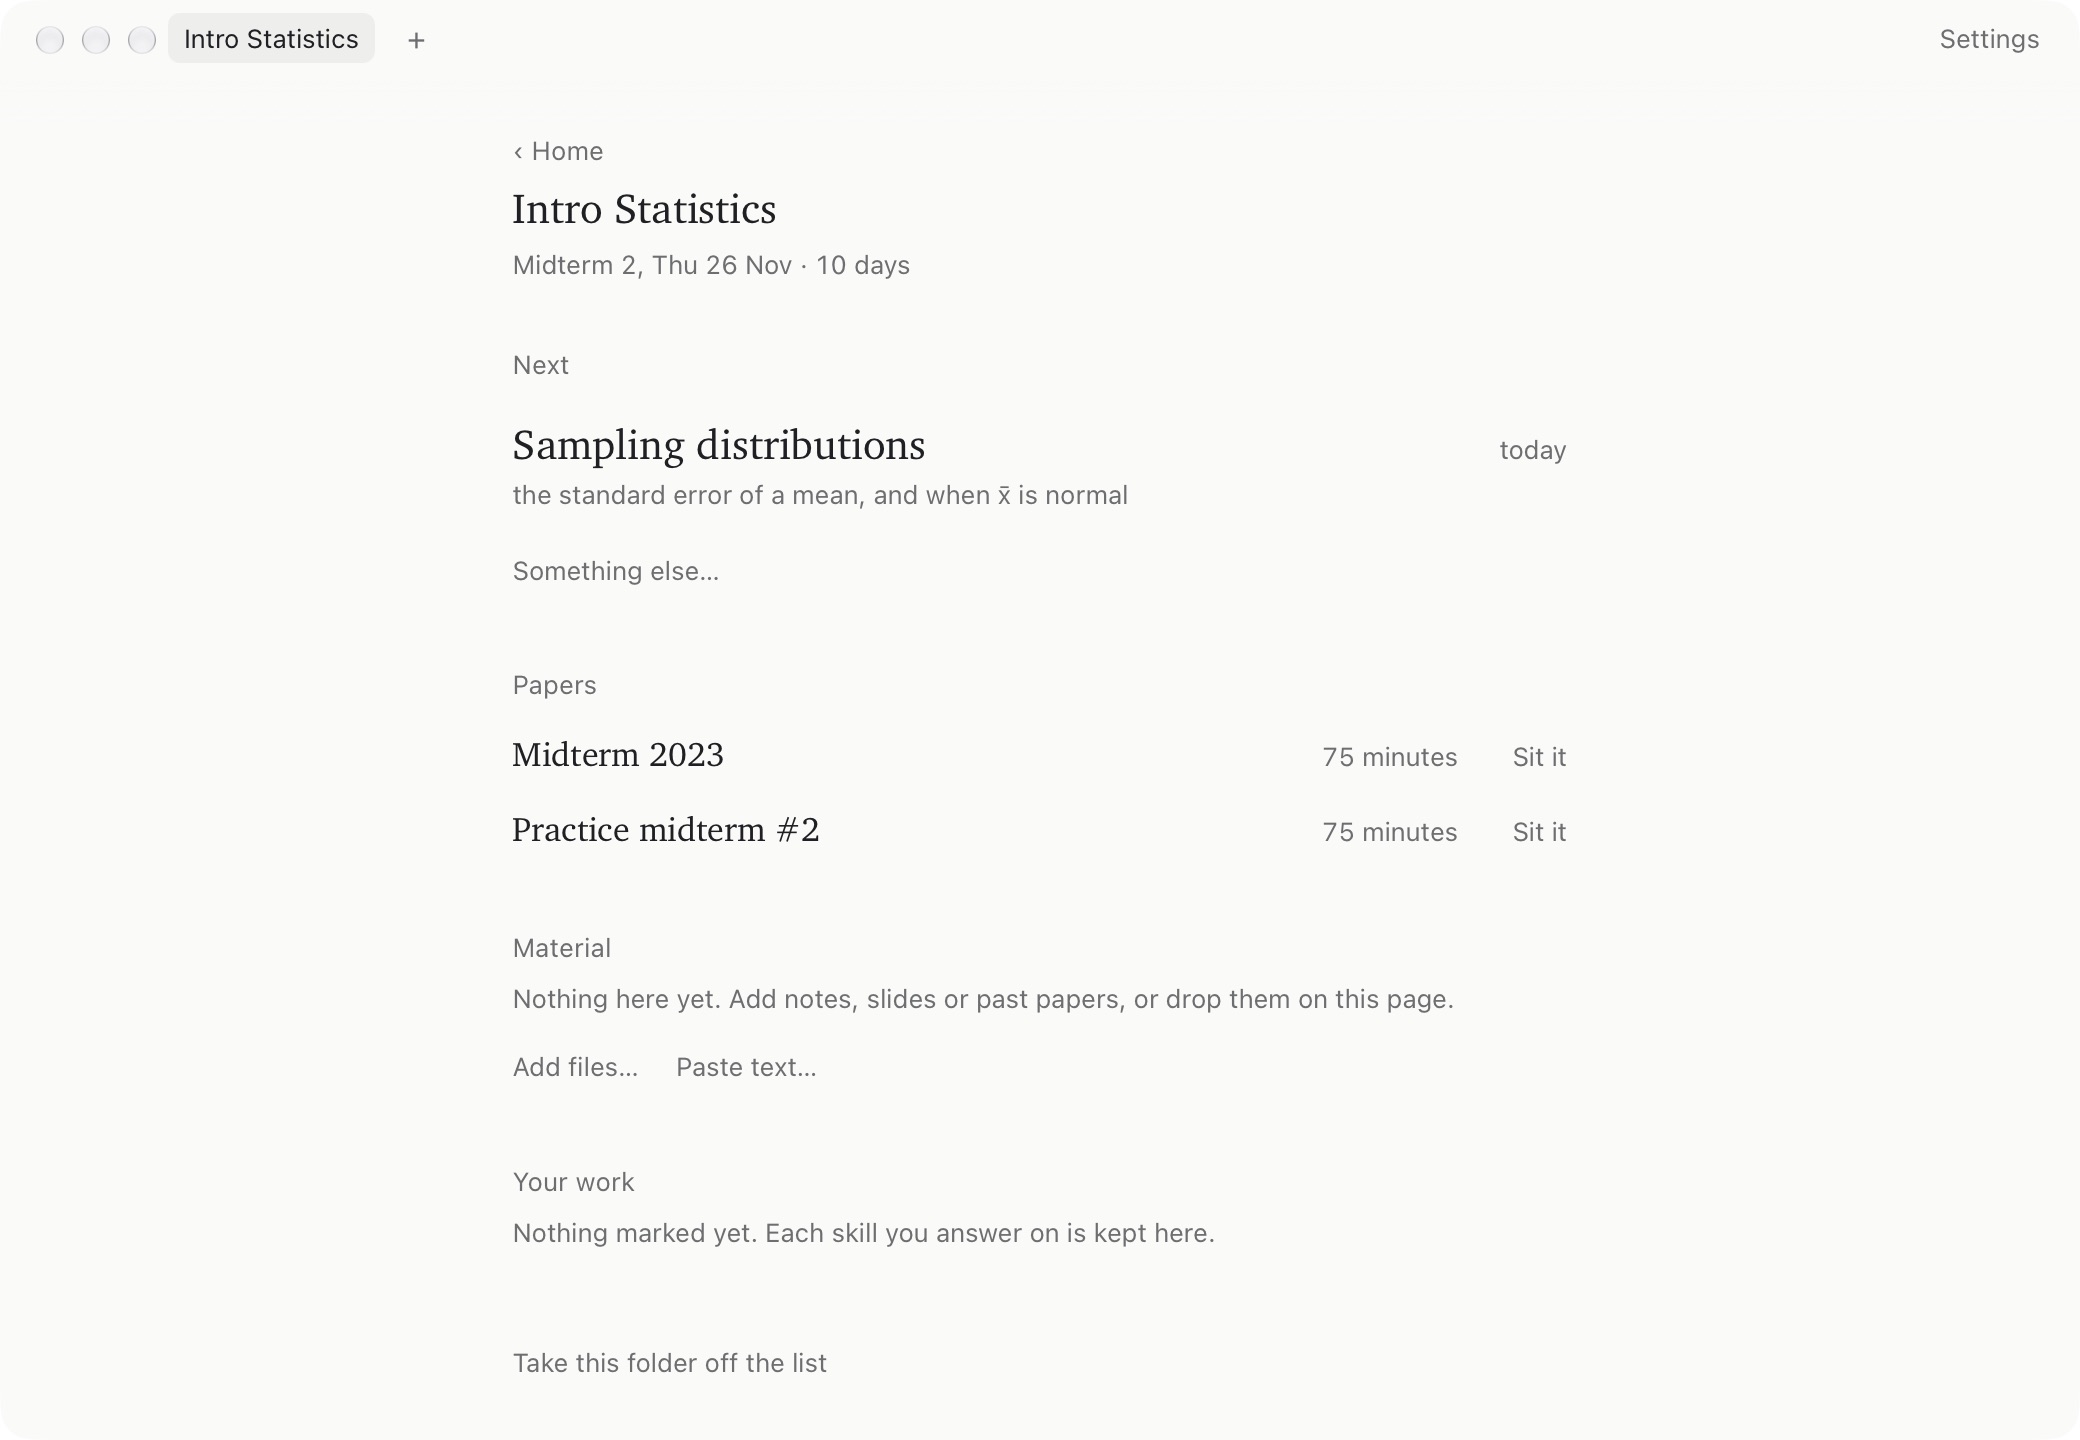 Intro Statistics
+
Settings
‹ Home
Intro Statistics
Midterm 2, Thu 26 Nov · 10 days
Next
Sampling distributions
today
the standard error of a mean, and when x̄ is normal
Something else...
Papers
Midterm 2023
75 minutes
Sit it
Practice midterm #2
75 minutes
Sit it
Material
Nothing here yet. Add notes, slides or past papers, or drop them on this page.
Add files...
Paste text...
Your work
Nothing marked yet. Each skill you answer on is kept here.
Take this folder off the list